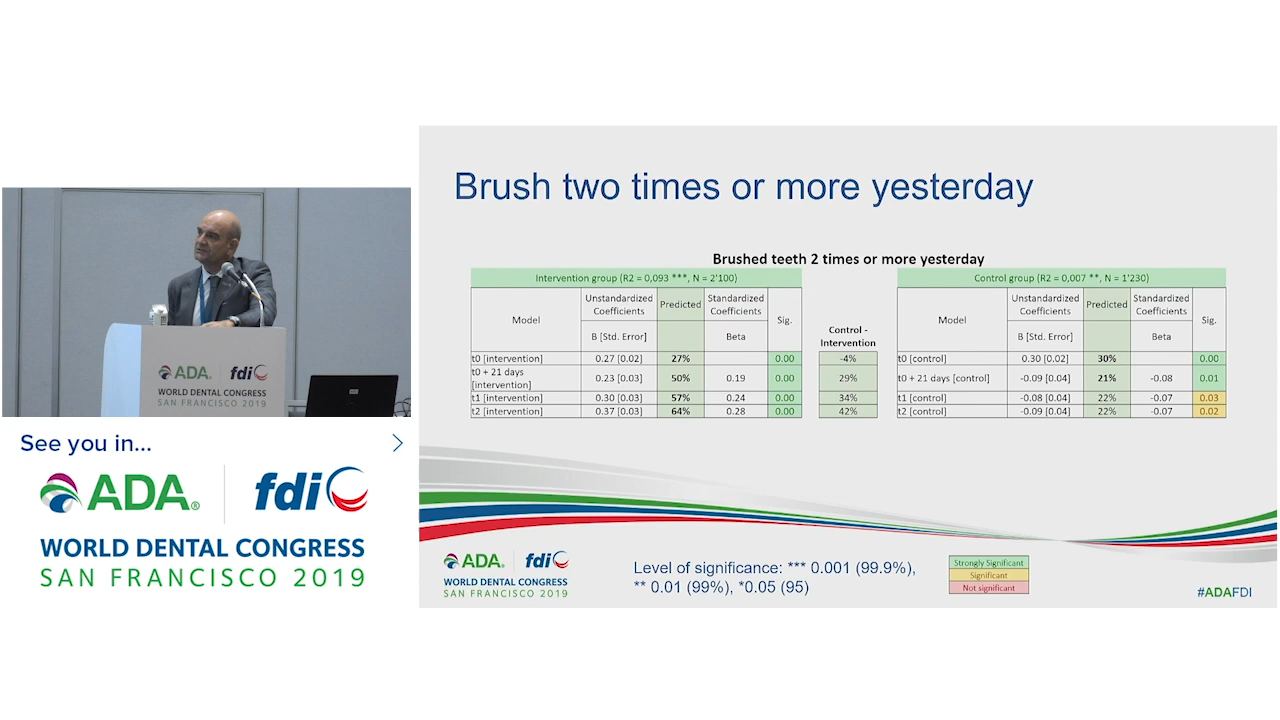 ADA. fdi
WORLD DENTAL CONGRESS
SAN FRANCISCO 2019
See you in...
ADA® fdi
WORLD DENTAL CONGRESS
SAN FRANCISCO 2019
Brush two times or more yesterday
Brushed teeth 2 times or more yesterday
Intervention group (R2 = 0,093 ***, N = 2'100)
Model
Unstandardized Coefficients
Predicted
Standardized Coefficients
Sig.
B [Std. Error]
Beta
t0 [intervention] 0.27 [0.02] 27% 0.00
t0 + 21 days [intervention] 0.23 [0.03] 50% 0.19 0.00
t1 [intervention] 0.30 [0.03] 57% 0.24 0.00
t2 [intervention] 0.37 [0.03] 64% 0.28 0.00
Control -
Intervention
-4%
29%
34%
42%
Control group (R2 = 0,007 **, N = 1'230)
Model
Unstandardized Coefficients
Predicted
Standardized Coefficients
Sig.
B [Std. Error]
Beta
t0 [control] 0.30 [0.02] 30% 0.00
t0 + 21 days [control] -0.09 [0.04] 21% -0.08 0.01
t1 [control] -0.08 [0.04] 22% -0.07 0.03
t2 [control] -0.09 [0.04] 22% -0.07 0.02
ADA. fdi
WORLD DENTAL CONGRESS
SAN FRANCISCO 2019
Level of significance: *** 0.001 (99.9%),
** 0.01 (99%), *0.05 (95)
Strongly Significant
Significant
Not significant
#ADAFDI